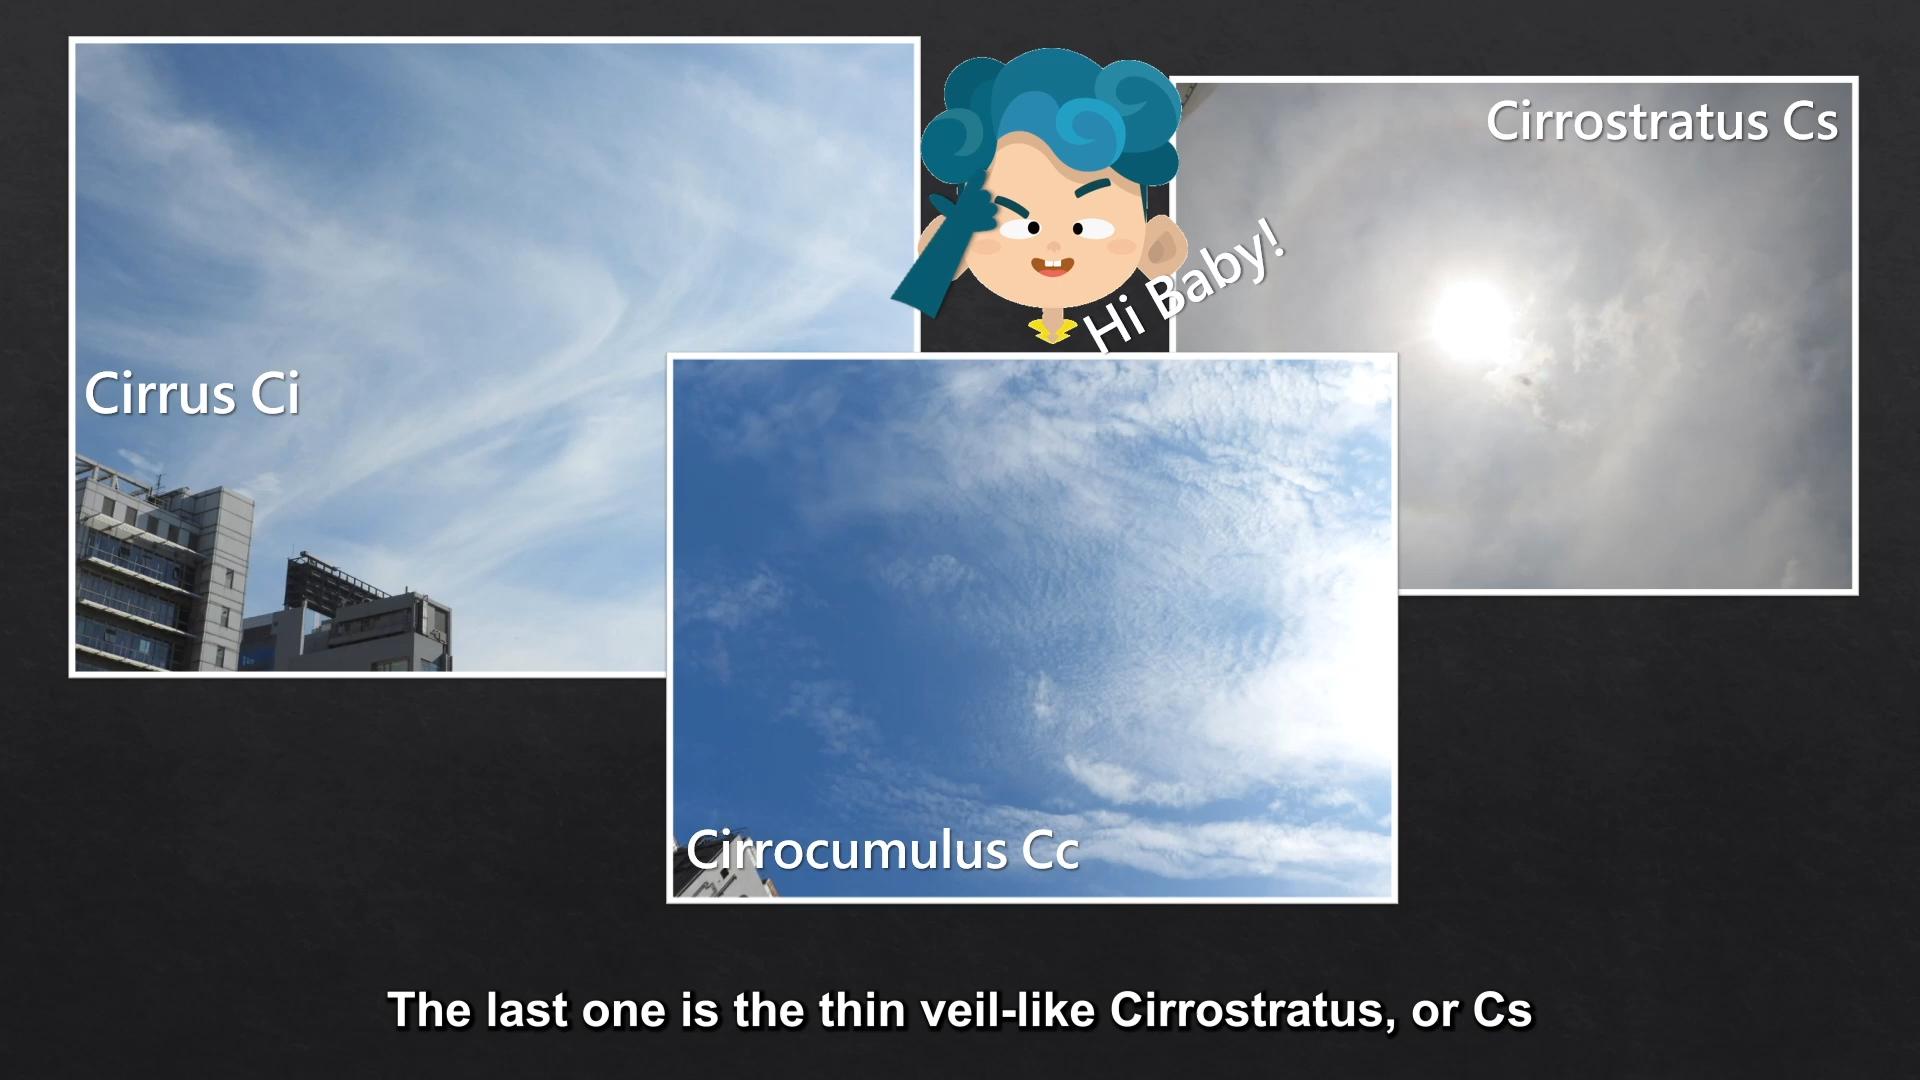 Cirrostratus Cs
Hi Baby!
Cirrus Ci
Cirrocumulus Cc
The last one is the thin veil-like Cirrostratus, or Cs